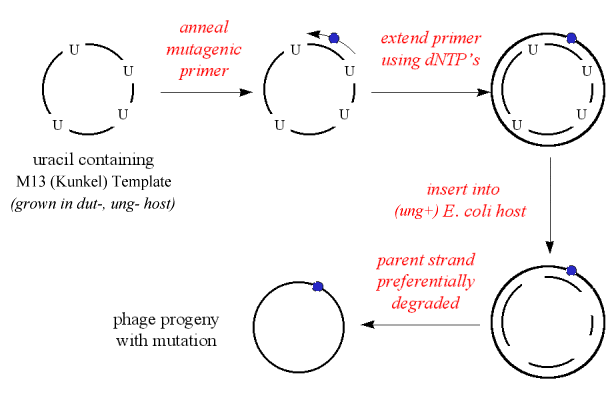 anneal
mutagenic
primer
extend primer
using dNTP's
U
U
U
U
U
U
U
U
U
U
U
U
uracil containing
M13 (Kunkel) Template
(grown in dut-, ung- host)
insert into
(ung+) E. coli host
parent strand
preferentially
degraded
phage progeny
with mutation